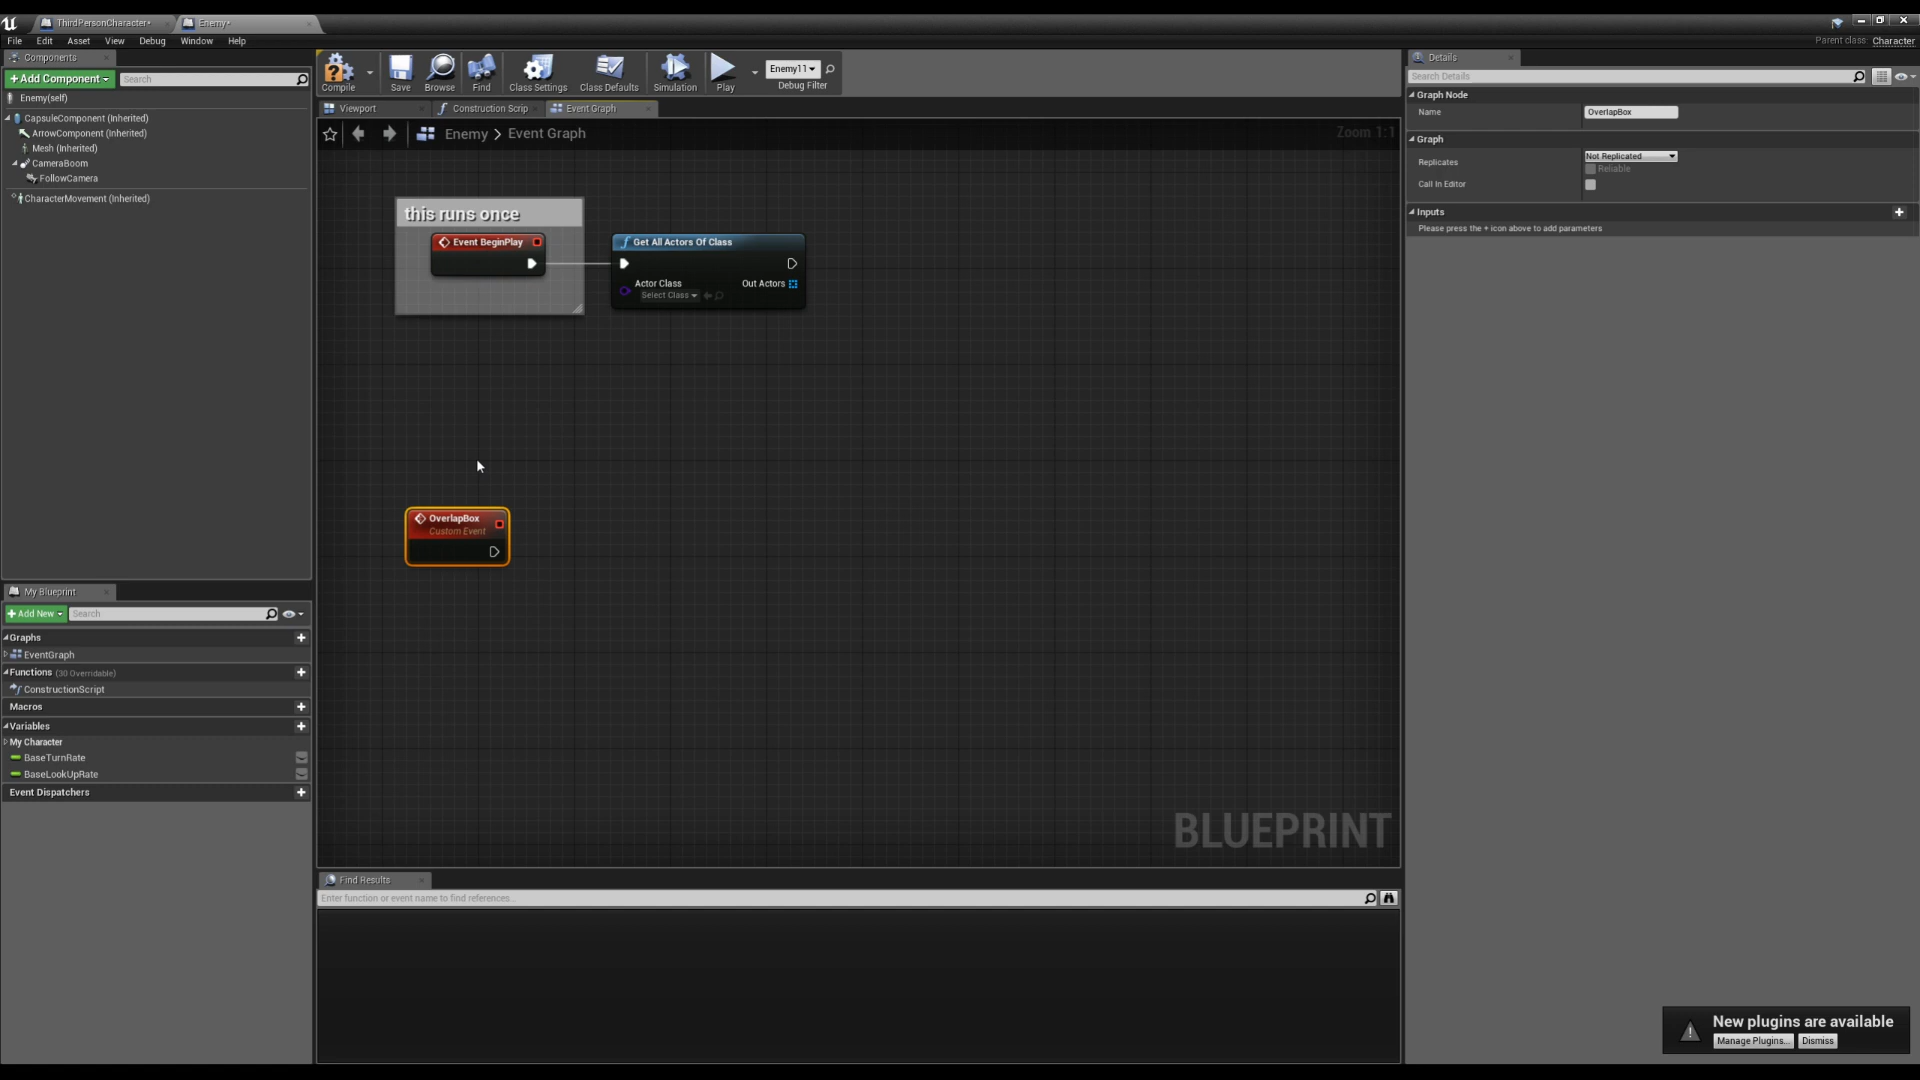 ThirdPersonCharacter*
Enemy*
File Edit Asset View Debug Window Help
Parent class: Character
Components
+Add Component
Search
Enemy(self)
CapsuleComponent (Inherited)
ArrowComponent (Inherited)
Mesh (Inherited)
CameraBoom
FollowCamera
CharacterMovement (Inherited)
Compile
Save
Browse
Find
Class Settings
Class Defaults
Simulation
Play
Enemy11
Debug Filter
Viewport
Construction Scrip
Event Graph
Enemy > Event Graph
Zoom 1:1
this runs once
Event BeginPlay
Get All Actors Of Class
Actor Class
Select Class
Out Actors
OverlapBox
Custom Event
BLUEPRINT
My Blueprint
+Add New
Search
Graphs
EventGraph
Functions (30 Overridable)
ConstructionScript
Macros
Variables
My Character
BaseTurnRate
BaseLookUpRate
Event Dispatchers
Find Results
Enter function or event name to find references...
Details
Search Details
Graph Node
Name
OverlapBox
Graph
Replicates
Not Replicated
Reliable
Call In Editor
Inputs
Please press the + icon above to add parameters
New plugins are available
Manage Plugins...
Dismiss